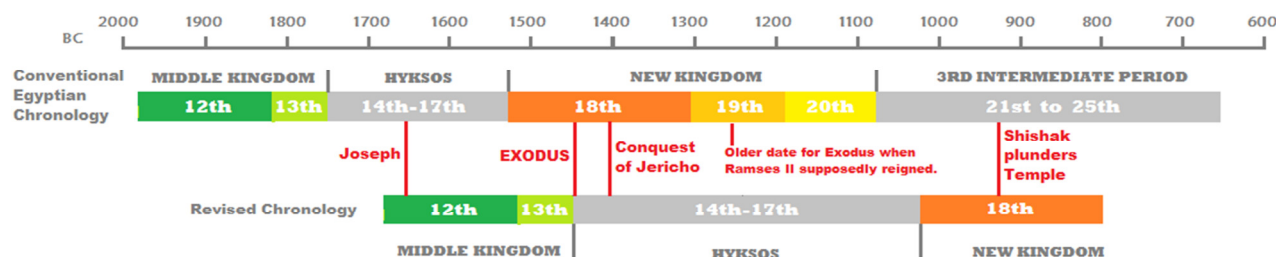 2000 1900 1800 1700 1600 1500 1400 1300 1200 1100 1000 900 800 700 600
BC
Conventional
Egyptian
Chronology
MIDDLE KINGDOM HYKSOS NEW KINGDOM 3RD INTERMEDIATE PERIOD
12th 13th 14th-17th 18th 19th 20th 21st to 25th
Joseph
EXODUS
Conquest
of Jericho
Older date for Exodus when
Ramses II supposedly reigned.
Shishak
plunders
Temple
Revised Chronology
12th 13th 14th-17th 18th
MIDDLE KINGDOM HYKSOS NEW KINGDOM